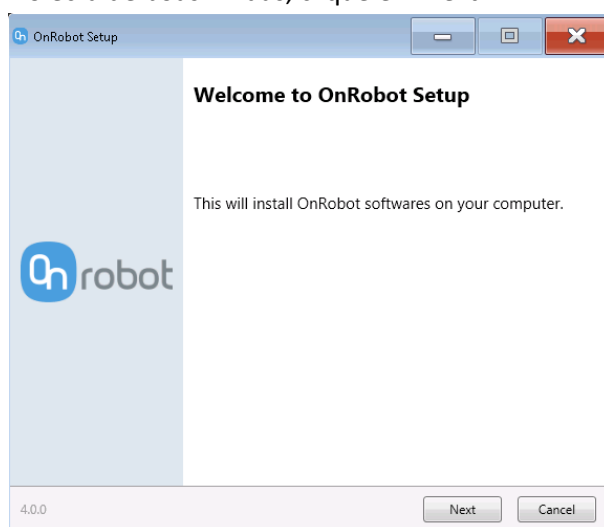 OnRobot Setup
Welcome to OnRobot Setup
This will install OnRobot softwares on your computer.
On robot
4.0.0
Next
Cancel